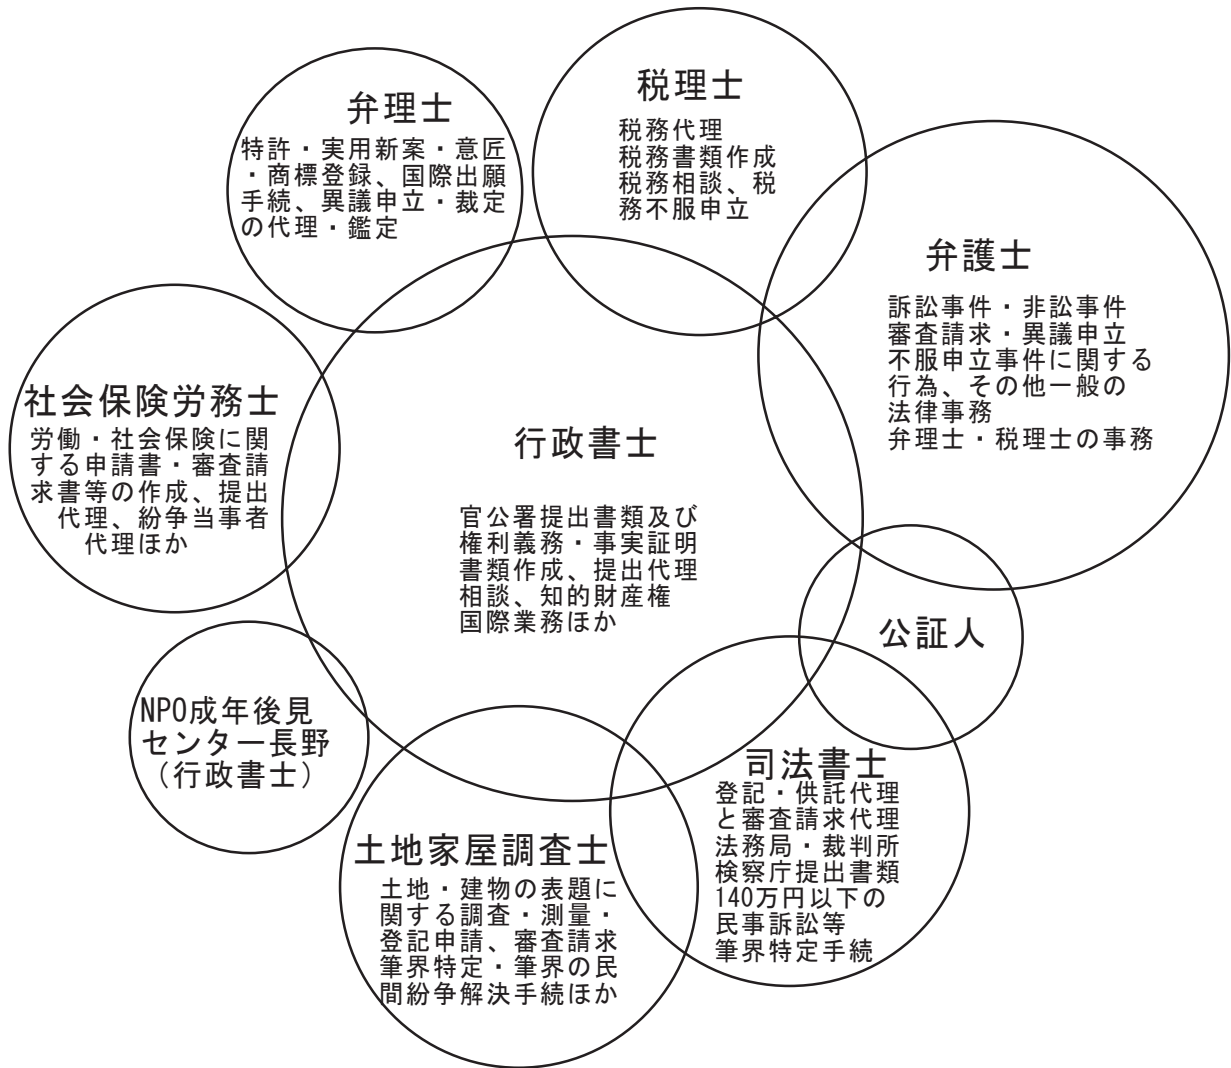 弁理士
特許・実用新案・意匠
・商標登録、国際出願
手続、異議申立・裁定
の代理・鑑定
税理士
税務代理
税務書類作成
税務相談、税
務不服申立
弁護士
訴訟事件・非訟事件
審査請求・異議申立
不服申立事件に関する
行為、その他一般の
法律事務
弁理士・税理士の事務
社会保険労務士
労働・社会保険に関
する申請書・審査請
求書等の作成、提出
代理、紛争当事者
代理ほか
行政書士
官公署提出書類及び
権利義務・事実証明
書類作成、提出代理
相談、知的財産権
国際業務ほか
公証人
NPO成年後見
センター長野
（行政書士）
司法書士
登記・供託代理
と審査請求代理
法務局・裁判所
検察庁提出書類
140万円以下の
民事訴訟等
筆界特定手続
土地家屋調査士
土地・建物の表題に
関する調査・測量・
登記申請、審査請求
筆界特定・筆界の民
間紛争解決手続ほか